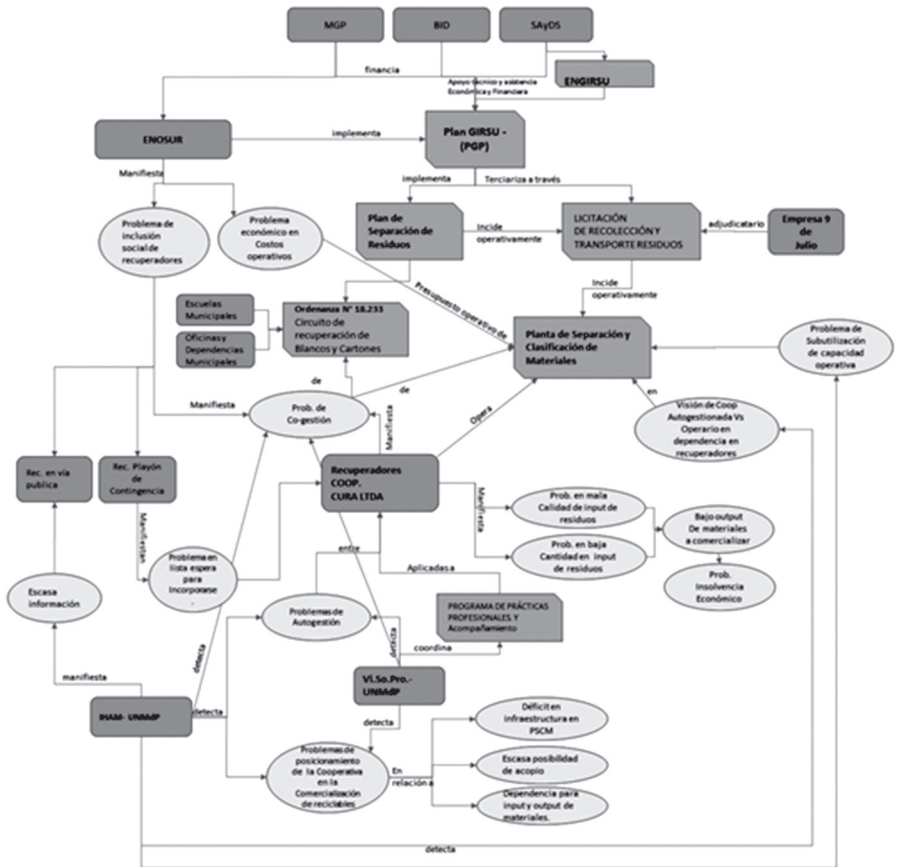 MGP
BID
SAyDS
financia
Apoyo técnico y asistencia
Económica y Financiera
ENGIRSU
ENOSUR
implementa
Plan GIRSU -
(PGP)
Manifiesta
implementa
Terciariza a través
Problema de
inclusión
social de
recuperadores
Problema
económico en
Costos
operativos
Plan de
Separación de
Residuos
Incide
operativamente
LICITACIÓN
DE RECOLECCIÓN Y
TRANSPORTE RESIDUOS
adjudicatario
Empresa 9
de
Julio
Incide
operativamente
Presupuesto operativo de
Escuelas
Municipales
Oficinas y
Dependencias
Municipales
Ordenanza N° 18.233
Circuito de
recuperación de
Blancos y Cartones
Planta de Separación y
Clasificación de
Materiales
Problema de
Subutilización
de capacidad
operativa
de
de
en
Manifiesta
Prob. de
Co-gestión
Manifiesta
Opera
Visión de Coop
Autogestionada Vs
Operario en
dependencia en
recuperadores
Rec. en vía
publica
Rec. Playón
de
Contingencia
Recuperadores
COOP.
CURA LTDA
Manifiesta
Prob. en mala
Calidad de input de
residuos
Bajo output
De materiales
a comercializar
Manifiestan
Prob. en baja
Cantidad en input
de residuos
entre
Problema en
lista espera
para
Incorporarse
.
Aplicadas a
Prob.
Insolvencia
Económico
Escasa
información
Problemas de
Autogestión
PROGRAMA DE PRÁCTICAS
PROFESIONALES. Y
Acompañamiento
detecta
detecta
coordina
manifiesta
Vi.So.Pro.-
UNMdP
IHAM- UNMdP
detecta
detecta
Déficit en
infraestructura en
PSCM
Problemas de
posicionamiento
de la Cooperativa
en la
Comercialización
de reciclables
En
relación a
Escasa posibilidad
de acopio
Dependencia para
input y output de
materiales.
detecta